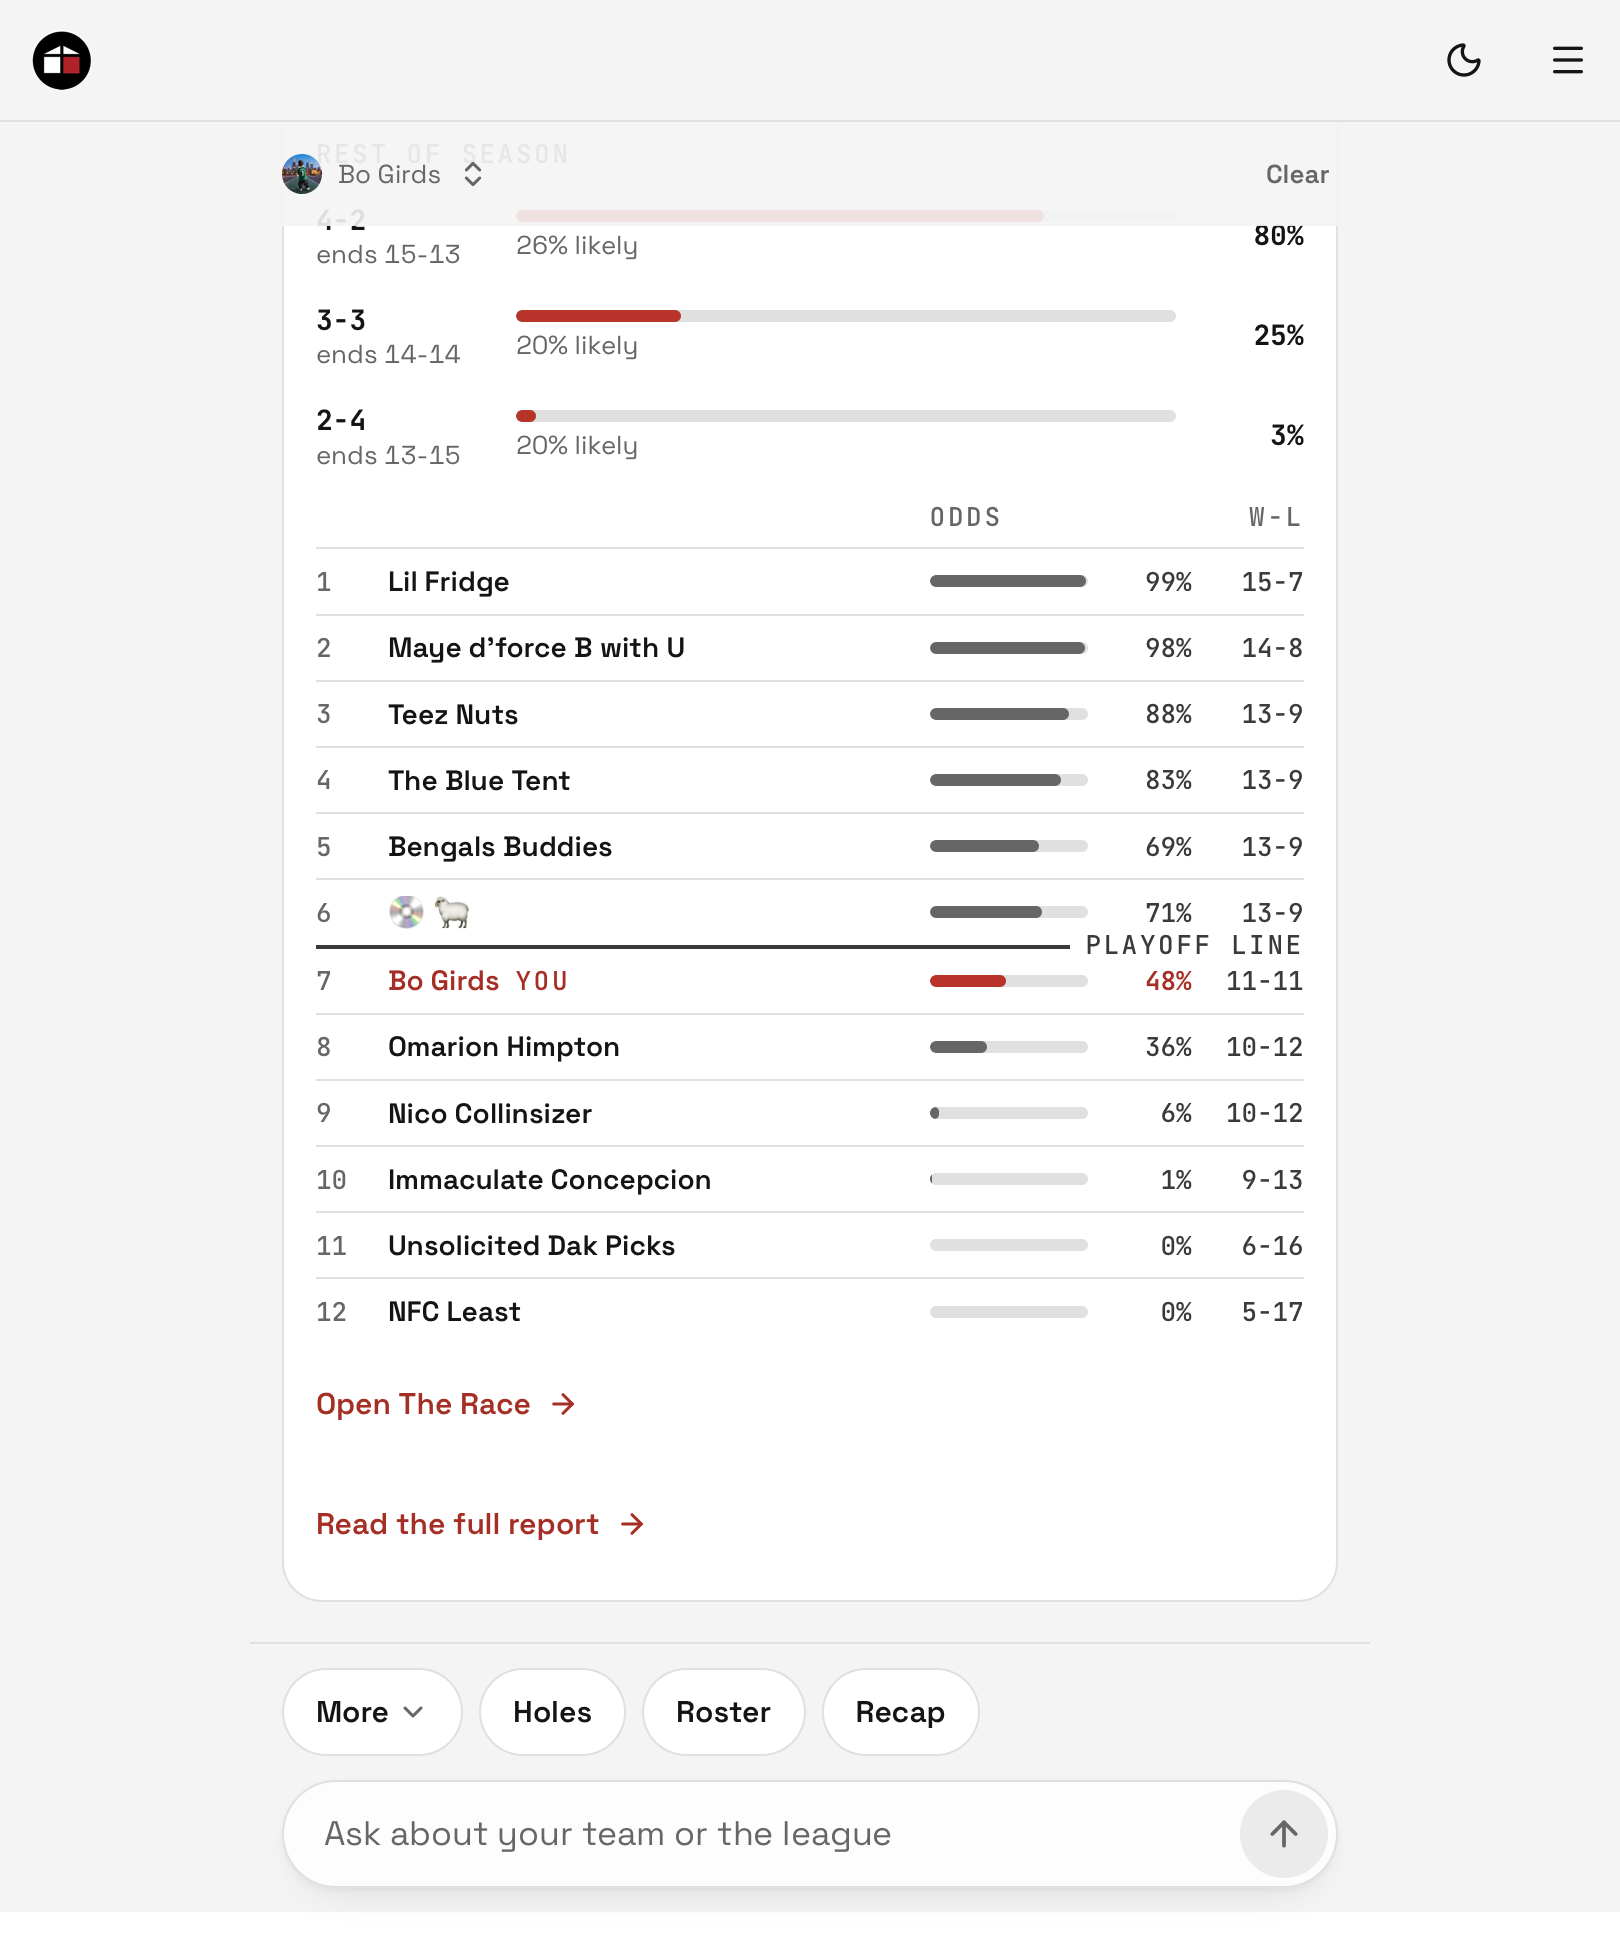 REST OF SEASON
Bo Girds
Clear
4-2
80%
ends 15-13
26% likely
3-3
25%
ends 14-14
20% likely
2-4
3%
ends 13-15
20% likely
ODDS W-L
1 Lil Fridge 99% 15-7
2 Maye d’force B with U 98% 14-8
3 Teez Nuts 88% 13-9
4 The Blue Tent 83% 13-9
5 Bengals Buddies 69% 13-9
6 💿 🐑 71% 13-9
PLAYOFF LINE
7 Bo Girds YOU 48% 11-11
8 Omarion Himpton 36% 10-12
9 Nico Collinsizer 6% 10-12
10 Immaculate Concepcion 1% 9-13
11 Unsolicited Dak Picks 0% 6-16
12 NFC Least 0% 5-17
Open The Race →
Read the full report →
More Holes Roster Recap
Ask about your team or the league